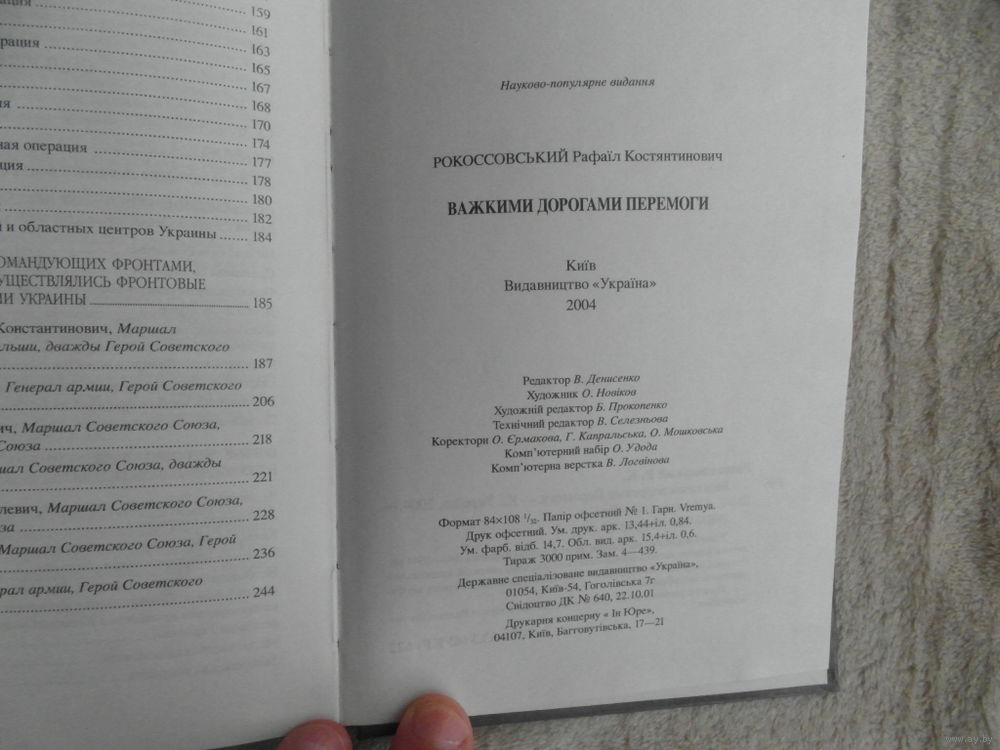 ация
159
161
рация
163
165
167
ия
168
170
174
ная операция
177
ция
178
180
182
и и областных центров Украины ....... 184
ОМАНДУЮЩИХ ФРОНТАМИ,
УЩЕСТВЛЯЛИСЬ ФРОНТОВЫЕ
ИИ УКРАИНЫ
185
Константинович, Маршал
льши, дважды Герой Советского
187
Генерал армии, Герой Советского
206
ич, Маршал Советского Союза,
Союза
218
шал Советского Союза, дважды
221
левич, Маршал Советского Союза,
за
228
Маршал Советского Союза, Герой
236
рал армии, Герой Советского
244
Науково-популярне видання
РОКОССОВСЬКИЙ Рафаїл Костянтинович
ВАЖКИМИ ДОРОГАМИ ПЕРЕМОГИ
Київ
Видавництво «Україна»
2004
Редактор В. Денисенко
Художник О. Новіков
Художній редактор Б. Прокопенко
Технічний редактор В. Селезньова
Коректори О. Єрмакова, Г. Капральська, О. Мошковська
Комп’ютерний набір О. Удода
Комп’ютерна верстка В. Логвінова
Формат 84×108 1/32. Папір офсетний № 1. Гарн. Vremya.
Друк офсетний. Ум. друк. арк. 13,44+іл. 0,84.
Ум. фарб. відб. 14,7. Обл. вид. арк. 15,4+іл. 0,6.
Тираж 3000 прим. Зам. 4—439.
Державне спеціалізоване видавництво «Україна»,
01054, Київ-54, Гоголівська 7г
Свідоцтво ДК № 640, 22.10.01
Друкарня концерну « Ін Юре»,
04107, Київ, Багговутівська, 17—21
www.ay.by